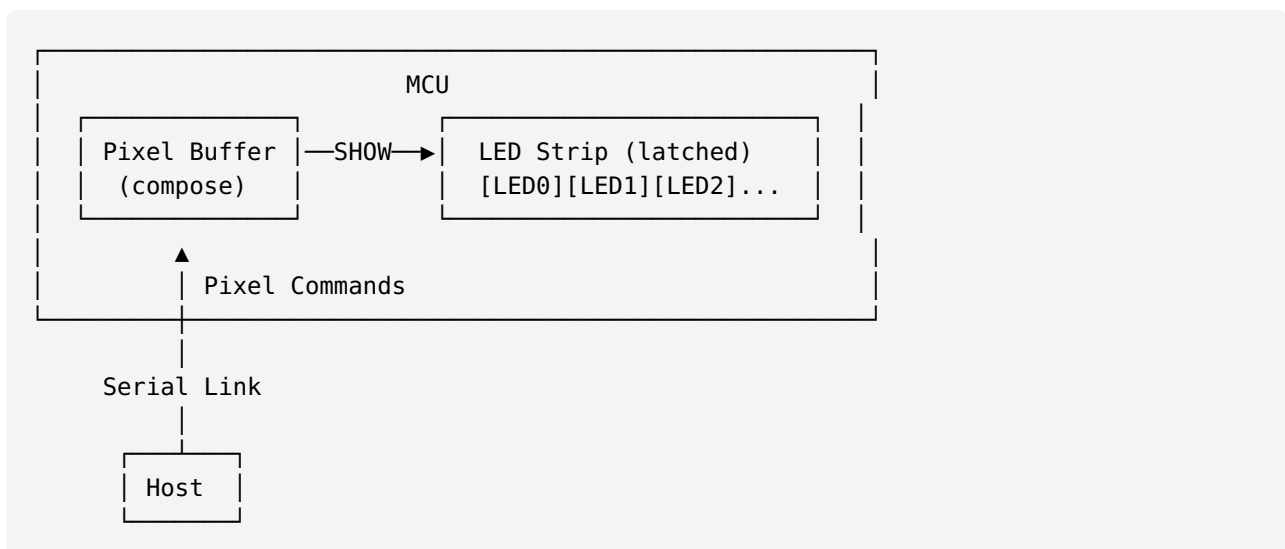 MCU
Pixel Buffer SHOW LED Strip (latched)
(compose) [LED0][LED1][LED2]...
Pixel Commands
Serial Link
Host